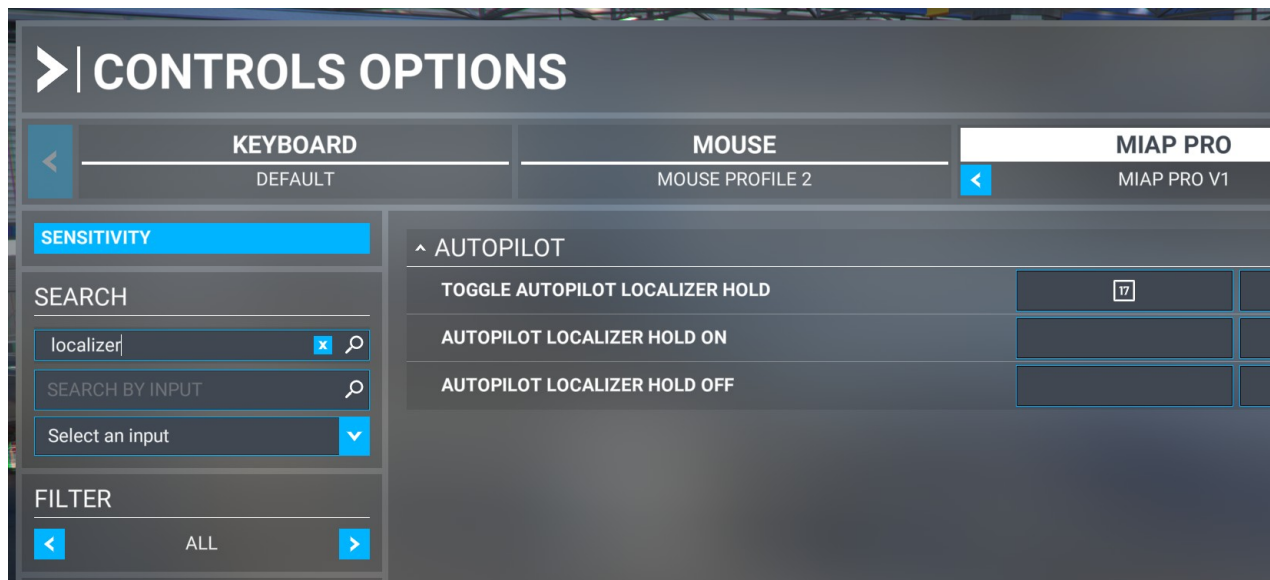 CONTROLS OPTIONS
KEYBOARD
DEFAULT
MOUSE
MOUSE PROFILE 2
MIAP PRO
MIAP PRO V1
SENSITIVITY
SEARCH
localizer
SEARCH BY INPUT
Select an input
FILTER
ALL
AUTOPILOT
TOGGLE AUTOPILOT LOCALIZER HOLD 17
AUTOPILOT LOCALIZER HOLD ON
AUTOPILOT LOCALIZER HOLD OFF